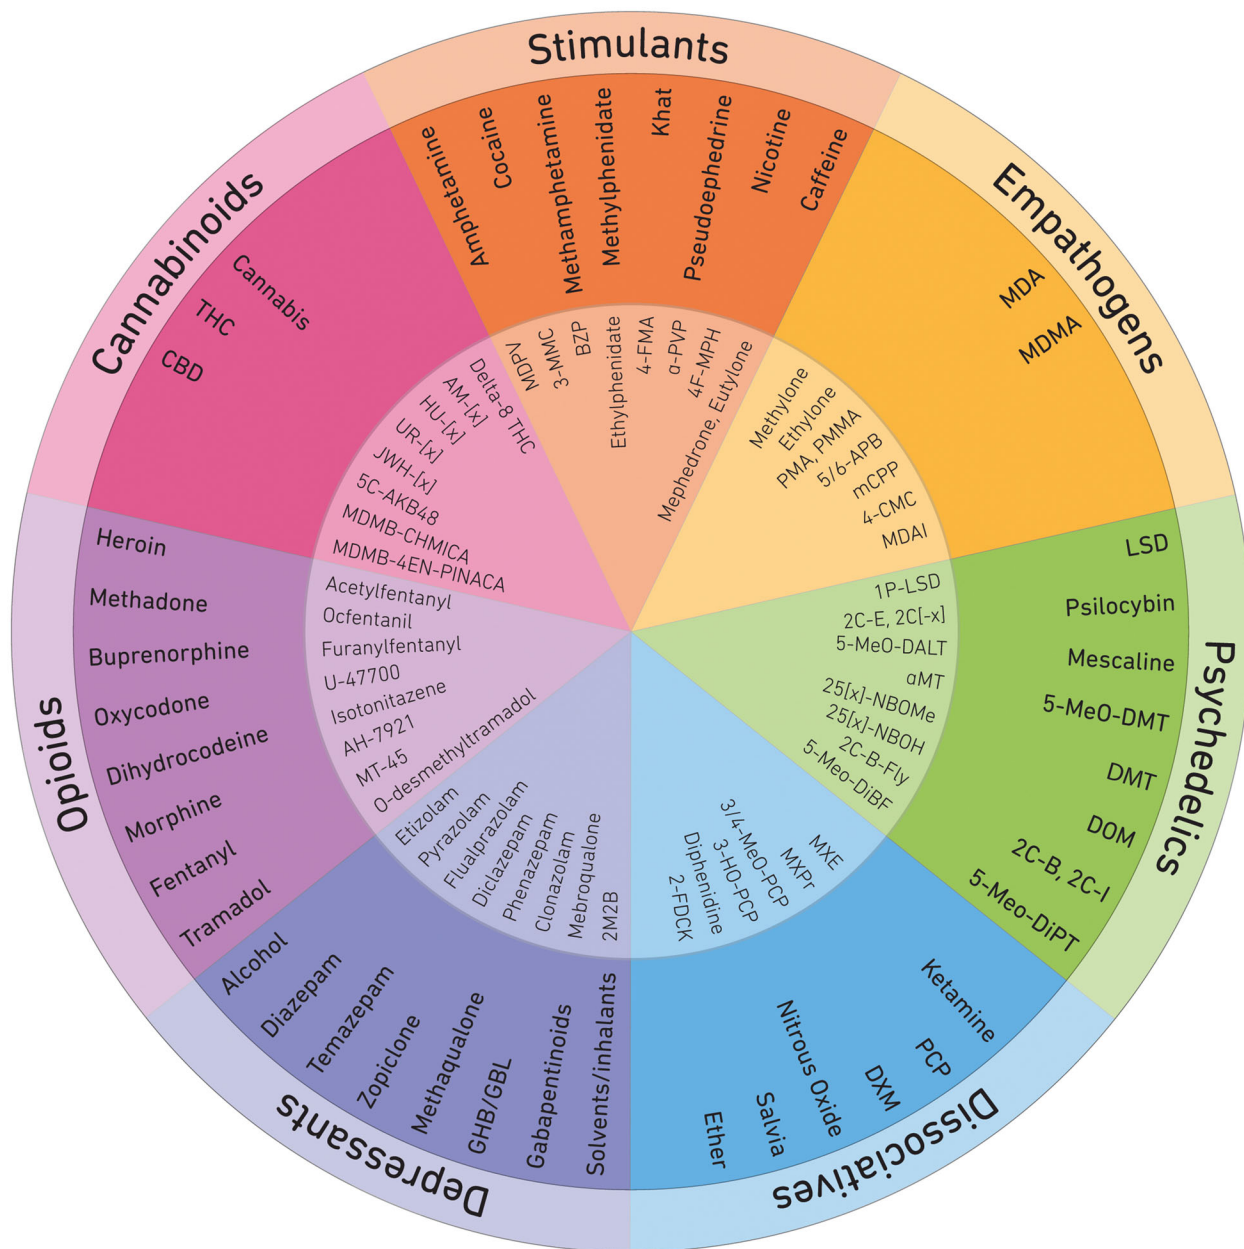 Stimulants
Amphetamine
Cocaine
Methamphetamine
Methylphenidate
Khat
Pseudoephedrine
Nicotine
Caffeine
MDPV
3-MMC
BZP
Ethylphenidate
4-FMA
α-PVP
4F-MPH
Mephedrone, Eutylone
Empathogens
MDA
MDMA
Methylone
Ethylone
PMA, PMMA
5/6-APB
mCPP
4-CMC
MDAI
Psychedelics
LSD
Psilocybin
Mescaline
5-MeO-DMT
DMT
DOM
2C-B, 2C-I
5-Meo-DiPT
1P-LSD
2C-E, 2C[-x]
5-MeO-DALT
αMT
25[x]-NBOMe
25[x]-NBOH
2C-B-Fly
5-Meo-DiBF
Dissociatives
Ketamine
PCP
DXM
Nitrous Oxide
Salvia
Ether
MXE
MXPr
3/4-MeO-PCP
3-HO-PCP
Diphenidine
2-FDCK
Depressants
Alcohol
Diazepam
Temazepam
Zopiclone
Methaqualone
GHB/GBL
Gabapentinoids
Solvents/inhalants
Etizolam
Pyrazolam
Flualprazolam
Diclazepam
Phenazepam
Clonazolam
Mebroqualone
2M2B
Opioids
Heroin
Methadone
Buprenorphine
Oxycodone
Dihydrocodeine
Morphine
Fentanyl
Tramadol
Acetylfentanyl
Ocfentanil
Furanylfentanyl
U-47700
Isotonitazene
AH-7921
MT-45
O-desmethyltramadol
Cannabinoids
Cannabis
THC
CBD
Delta-8 THC
AM-[x]
HU-[x]
UR-[x]
JWH-[x]
5C-AKB48
MDMB-CHMICA
MDMB-4EN-PINACA